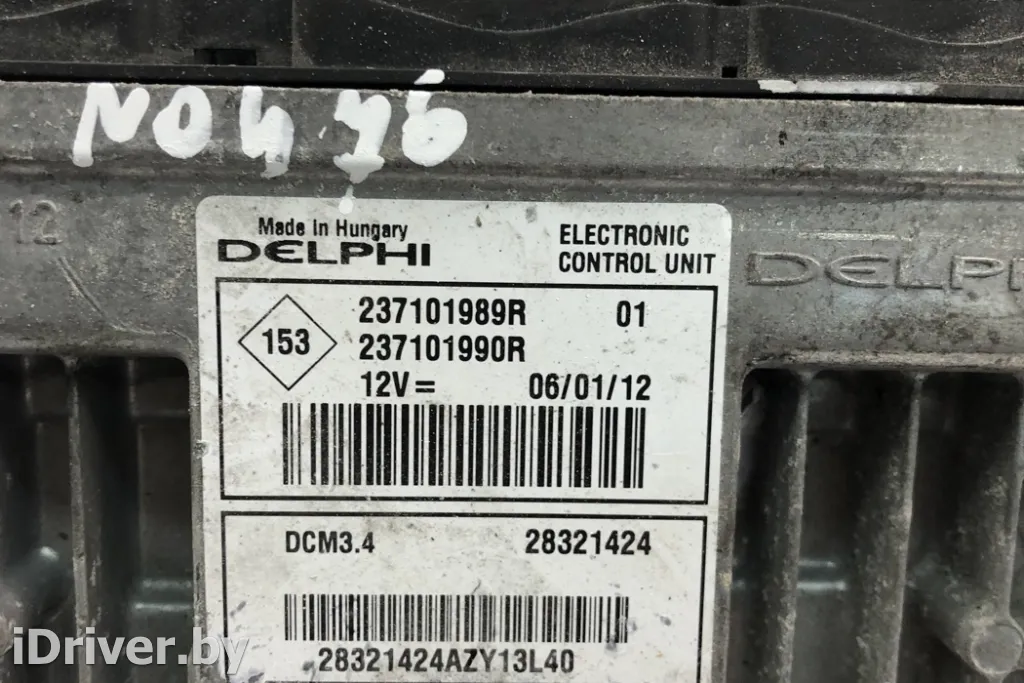 12
Made In Hungary
DELPHI
ELECTRONIC
CONTROL UNIT
DELPHI
153
237101989R 01
237101990R
12V= 06/01/12
DCM3.4 28321424
28321424AZY13L40
iDriver.by